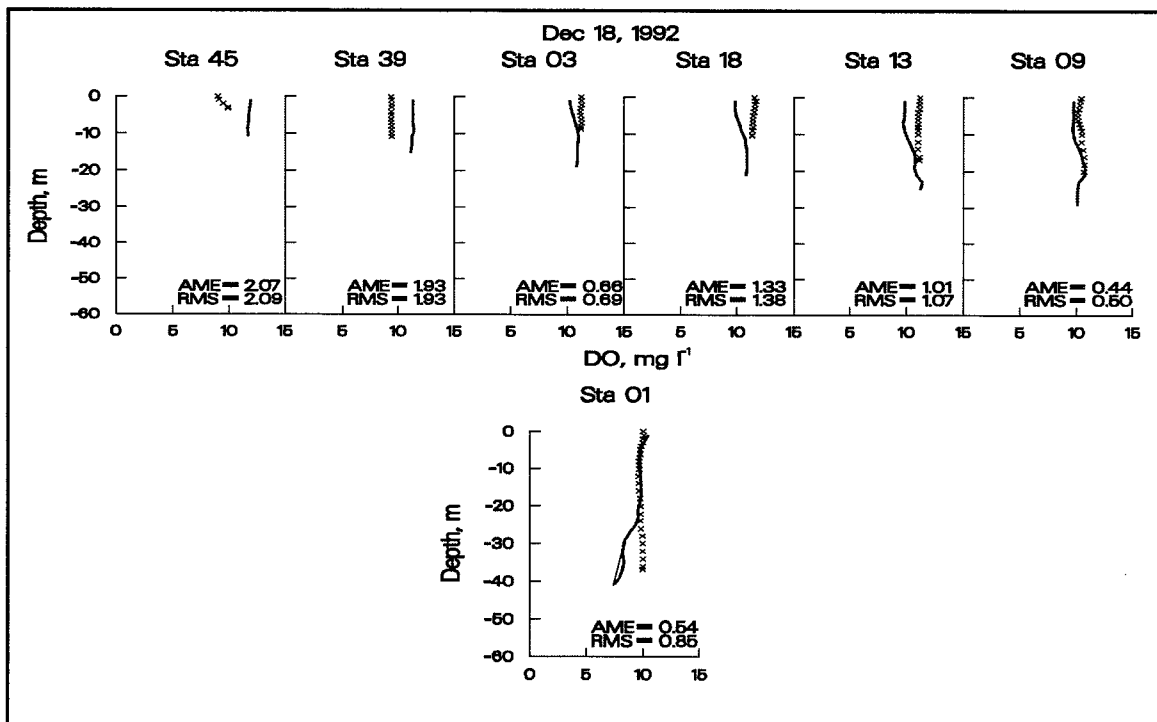 Dec 18, 1992
Sta 45 Sta 39 Sta 03 Sta 18 Sta 13 Sta 09
0
-10
-20
-30
-40
-50
-60
Depth, m
AME = 2.07 AME = 1.93 AME = 0.66 AME = 1.33 AME = 1.01 AME = 0.44
RMS = 2.09 RMS = 1.93 RMS = 0.69 RMS = 1.38 RMS = 1.07 RMS = 0.50
0 5 10 15 5 10 15 5 10 15 5 10 15 5 10 15 5 10 15
DO, mg l⁻¹
Sta 01
0
-10
-20
-30
-40
-50
-60
Depth, m
AME = 0.54
RMS = 0.85
0 5 10 15